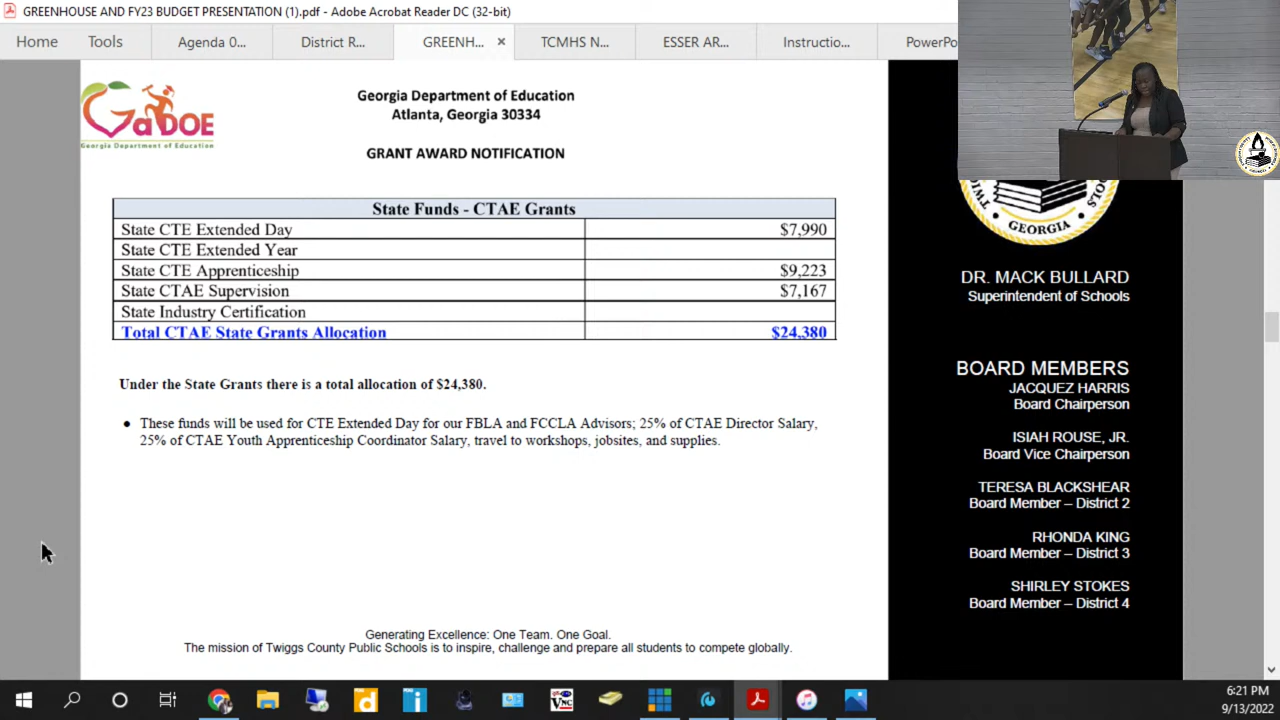 GREENHOUSE AND FY23 BUDGET PRESENTATION (1).pdf - Adobe Acrobat Reader DC (32-bit)
Home Tools Agenda 0... District R... GREENH... × TCMHS N... ESSER AR... Instructio... PowerPo
GaDOE
Georgia Department of Education
Georgia Department of Education
Atlanta, Georgia 30334
GRANT AWARD NOTIFICATION
State Funds - CTAE Grants
State CTE Extended Day $7,990
State CTE Extended Year
State CTE Apprenticeship $9,223
State CTAE Supervision $7,167
State Industry Certification
Total CTAE State Grants Allocation $24,380
Under the State Grants there is a total allocation of $24,380.
• These funds will be used for CTE Extended Day for our FBLA and FCCLA Advisors; 25% of CTAE Director Salary,
25% of CTAE Youth Apprenticeship Coordinator Salary, travel to workshops, jobsites, and supplies.
Generating Excellence: One Team. One Goal.
The mission of Twiggs County Public Schools is to inspire, challenge and prepare all students to compete globally.
GEORGIA
DR. MACK BULLARD
Superintendent of Schools
BOARD MEMBERS
JACQUEZ HARRIS
Board Chairperson
ISIAH ROUSE, JR.
Board Vice Chairperson
TERESA BLACKSHEAR
Board Member – District 2
RHONDA KING
Board Member – District 3
SHIRLEY STOKES
Board Member – District 4
6:21 PM
9/13/2022